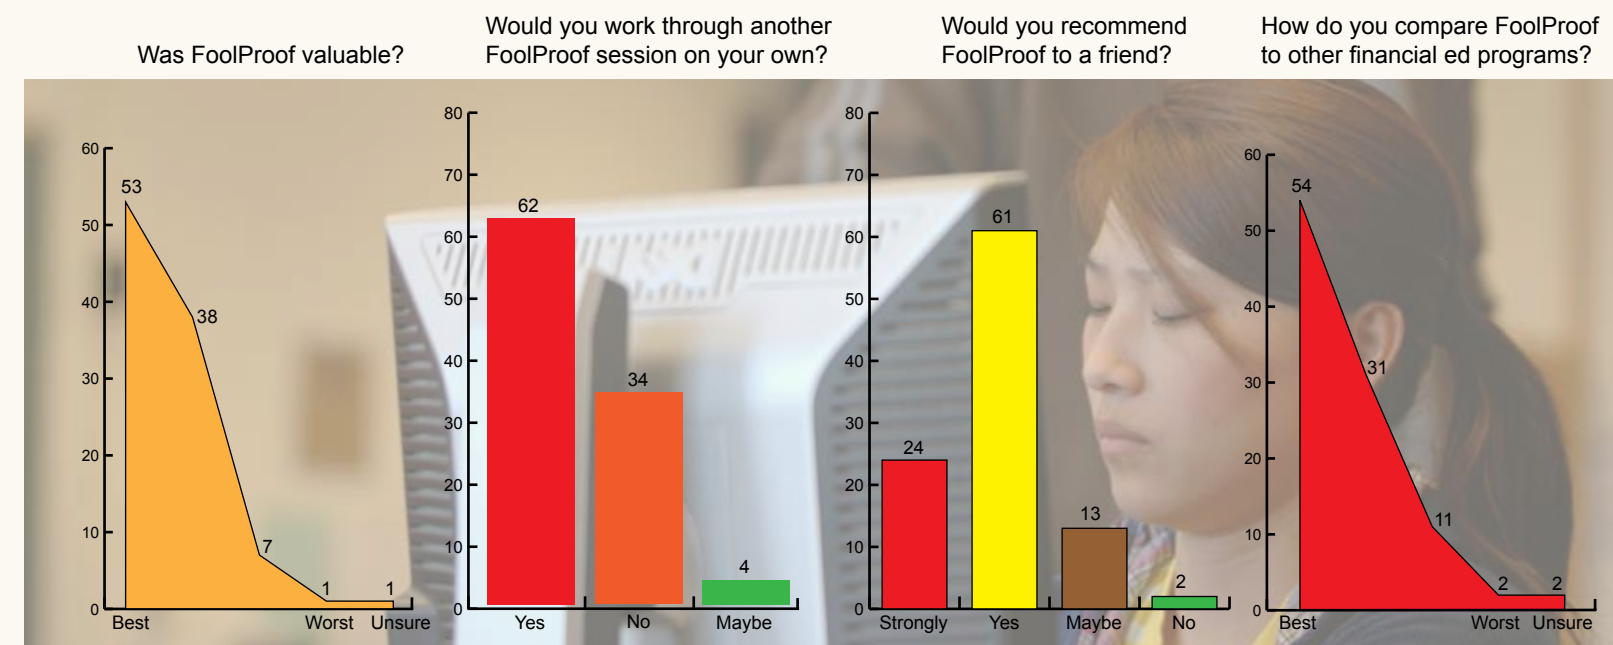 Was FoolProof valuable?
60
50
40
30
20
10
0
53
38
7
1
1
Best
Worst
Unsure
Would you work through another
FoolProof session on your own?
80
70
60
50
40
30
20
10
0
62
34
4
Yes
No
Maybe
Would you recommend
FoolProof to a friend?
80
70
60
50
40
30
20
10
0
24
61
13
2
Strongly
Yes
Maybe
No
How do you compare FoolProof
to other financial ed programs?
60
50
40
30
20
10
0
54
31
11
2
2
Best
Worst
Unsure